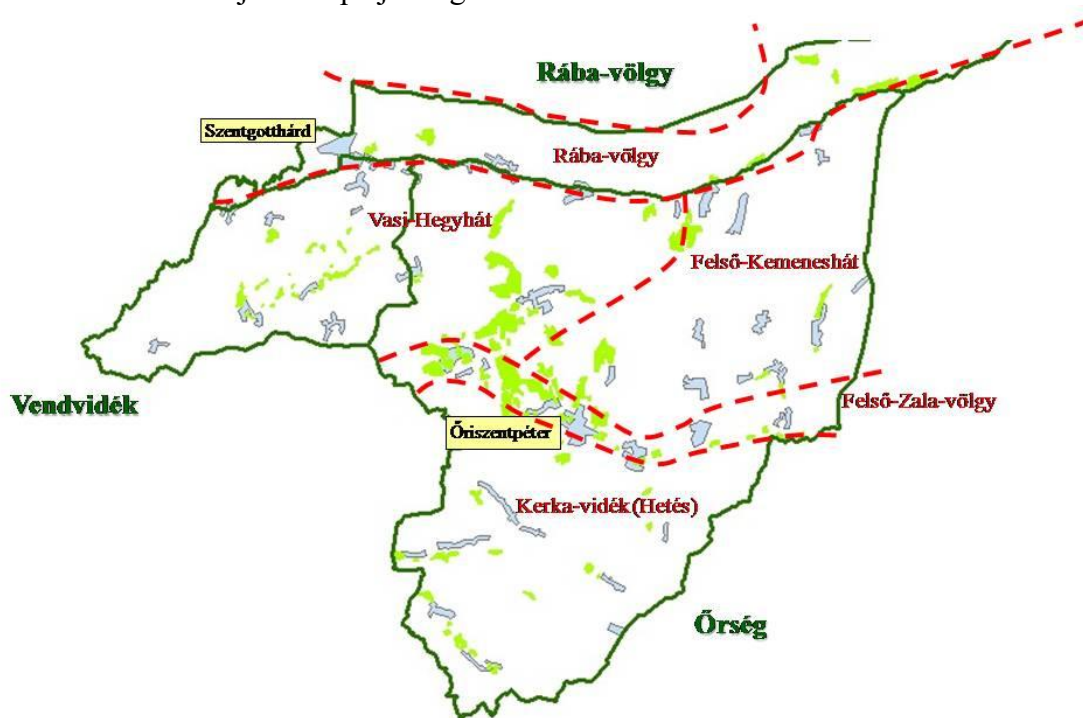 Rába-völgy
Szentgotthárd
Rába-völgy
Vasi-Hegyhát
Felső-Kemeneshát
Vendvidék
Felső-Zala-völgy
Őriszentpéter
Kerka-vidék(Hetés)
Őrség